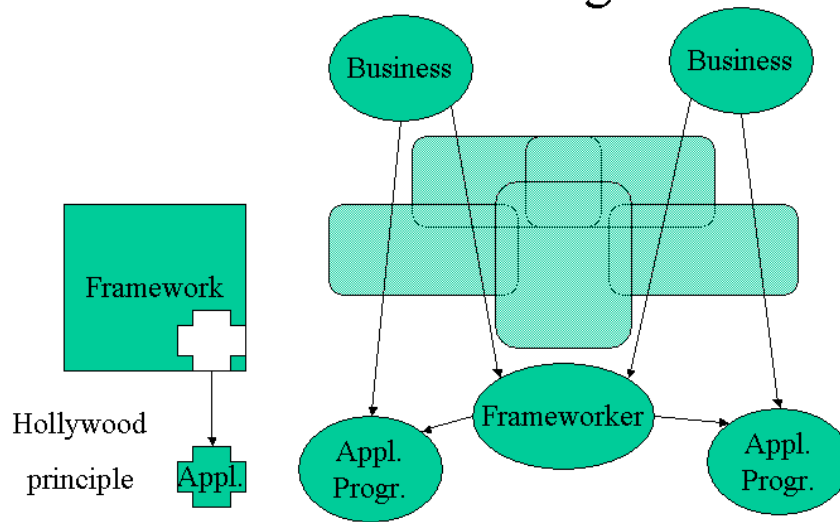 Business
Business
Framework
Hollywood
principle
Appl.
Frameworker
Appl.
Progr.
Appl.
Progr.